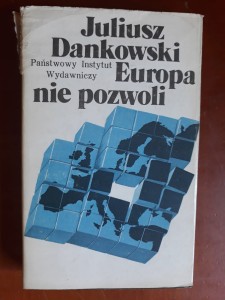 Juliusz
Dankowski
Państwowy Instytut
Wydawniczy
Europa
nie pozwoli